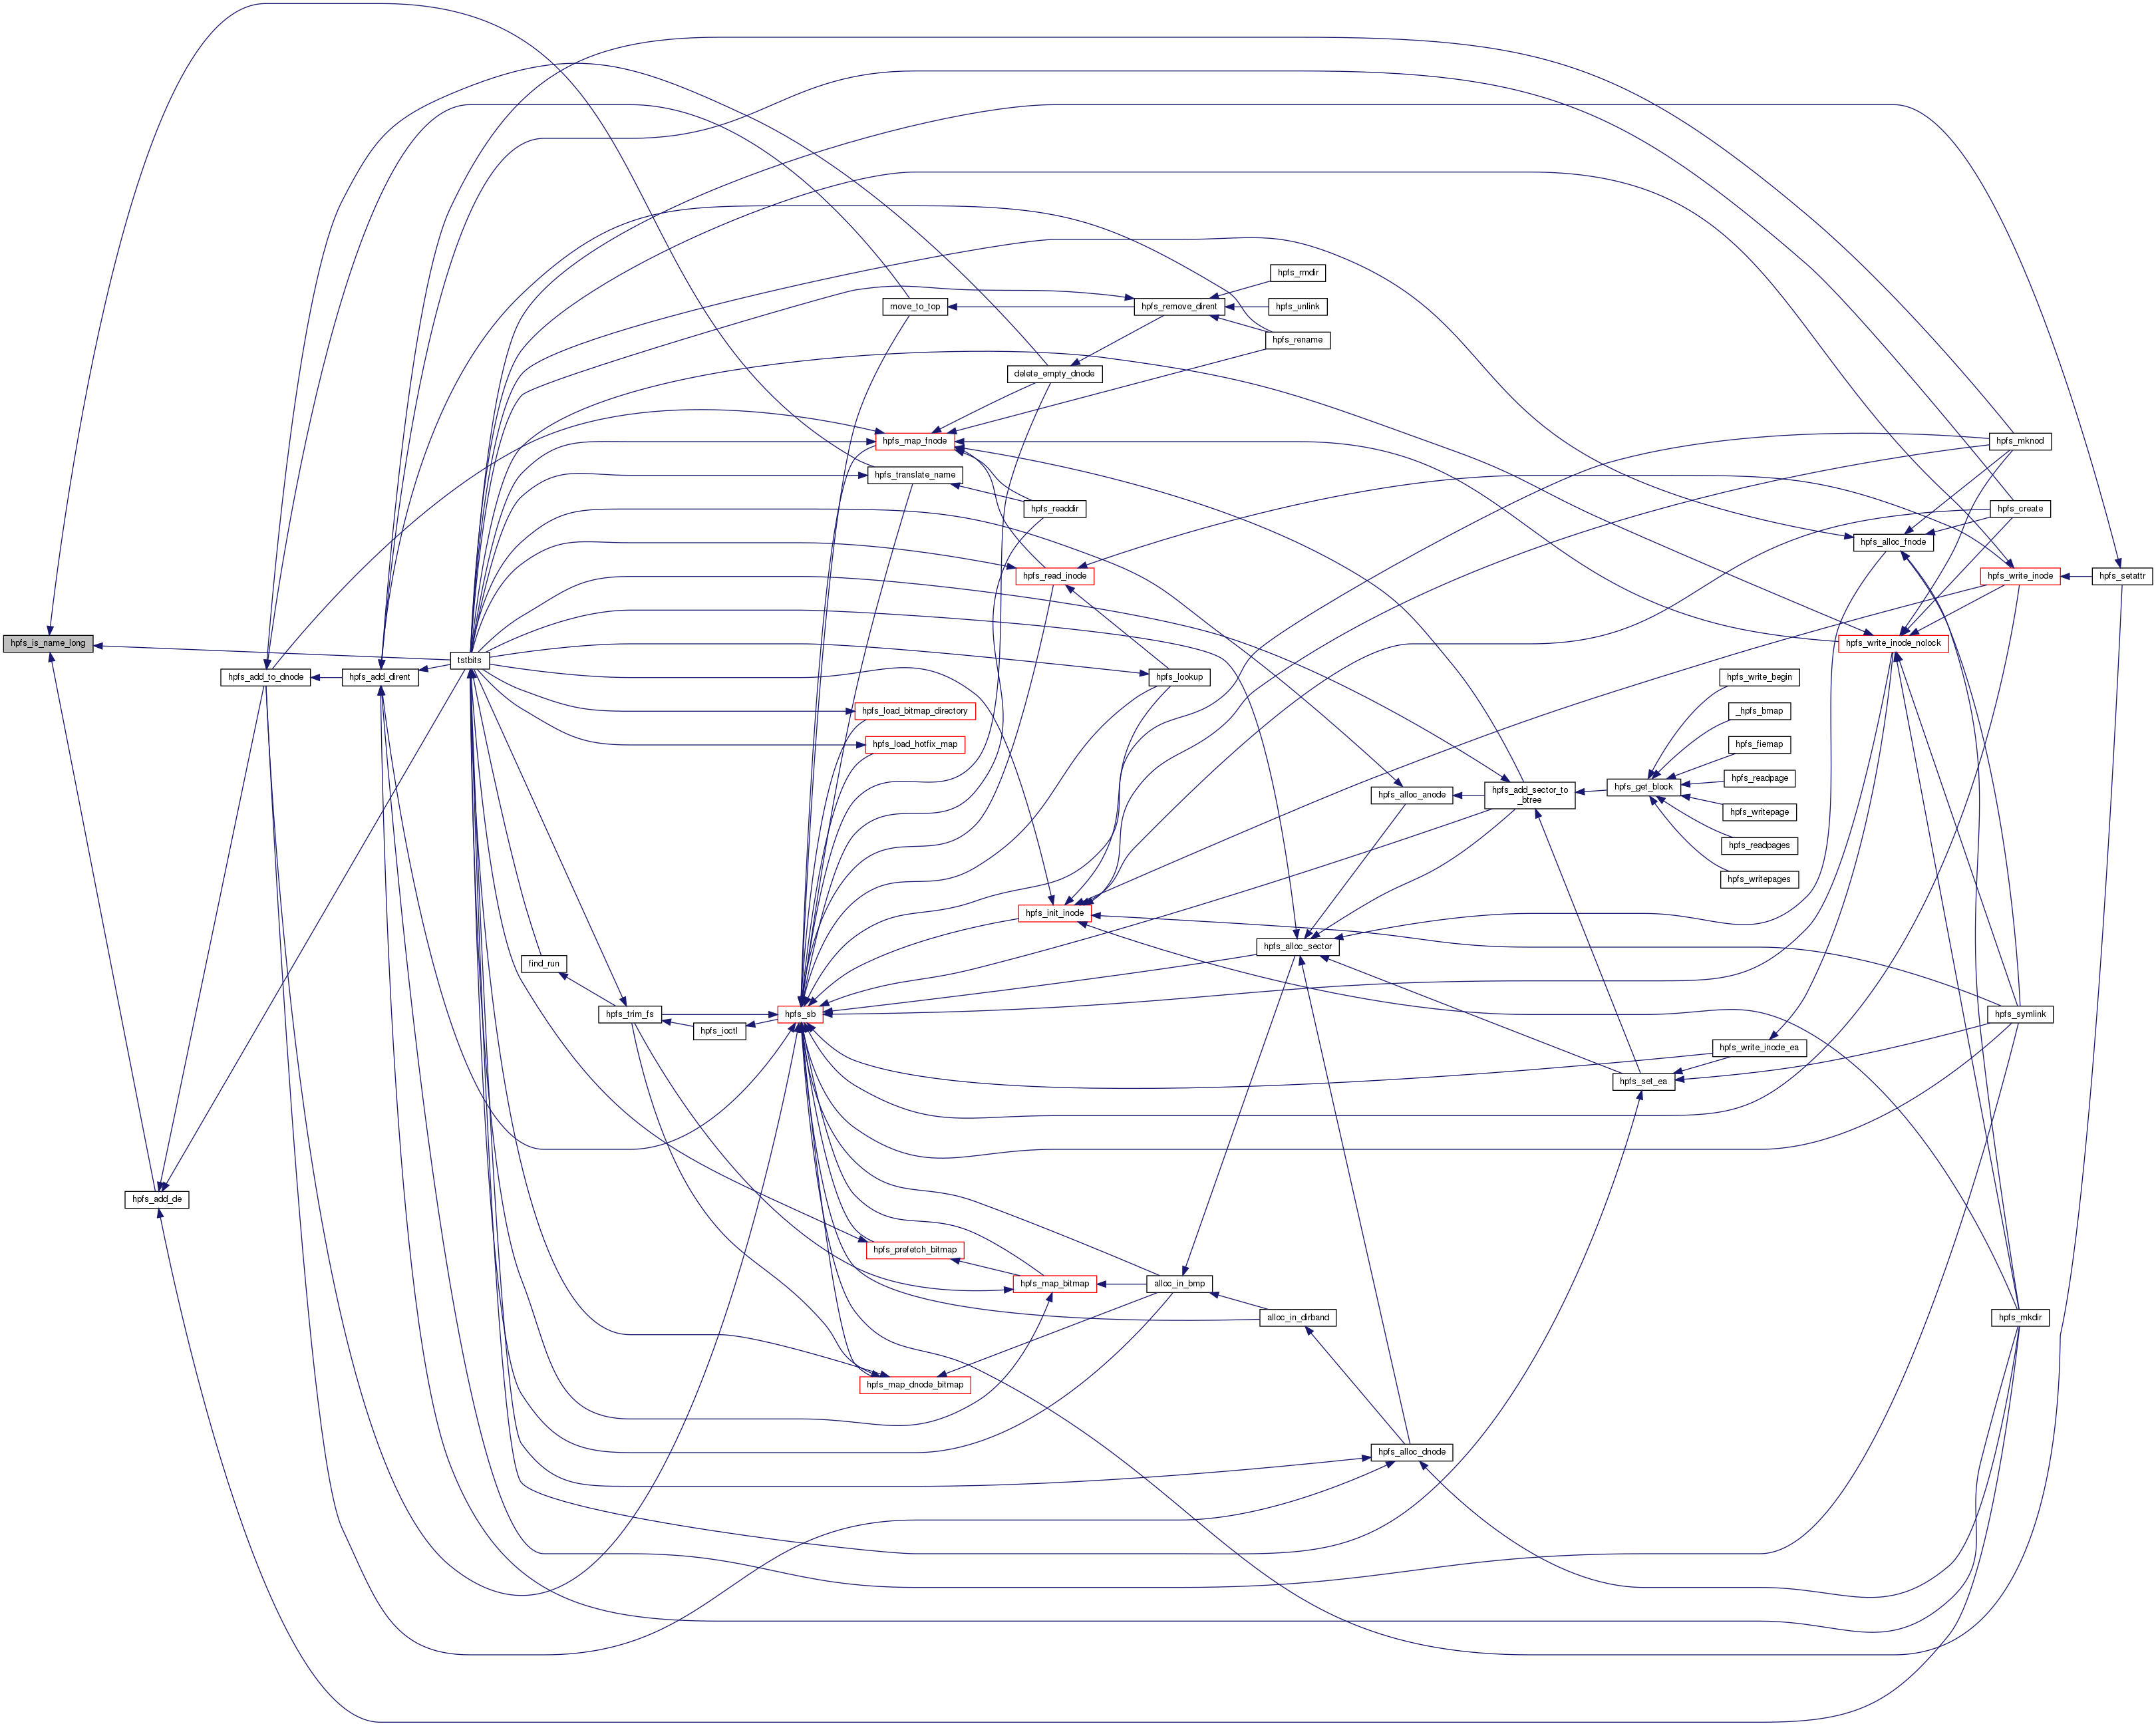 hpfs_rmdir
move_to_top
hpfs_remove_dirent
hpfs_unlink
hpfs_rename
delete_empty_dnode
hpfs_map_fnode
hpfs_mknod
hpfs_translate_name
hpfs_readdir
hpfs_create
hpfs_alloc_fnode
hpfs_read_inode
hpfs_write_inode
hpfs_setattr
hpfs_is_name_long
hpfs_write_inode_nolock
tstbits
hpfs_add_to_dnode
hpfs_add_dirent
hpfs_lookup
hpfs_write_begin
hpfs_load_bitmap_directory
_hpfs_bmap
hpfs_load_hotfix_map
hpfs_fiemap
hpfs_readpage
hpfs_get_block
hpfs_alloc_anode
hpfs_add_sector_to
_btree
hpfs_writepage
hpfs_readpages
hpfs_writepages
hpfs_init_inode
hpfs_alloc_sector
find_run
hpfs_trim_fs
hpfs_sb
hpfs_symlink
hpfs_ioctl
hpfs_write_inode_ea
hpfs_set_ea
hpfs_add_de
hpfs_prefetch_bitmap
hpfs_map_bitmap
alloc_in_bmp
alloc_in_dirband
hpfs_mkdir
hpfs_map_dnode_bitmap
hpfs_alloc_dnode